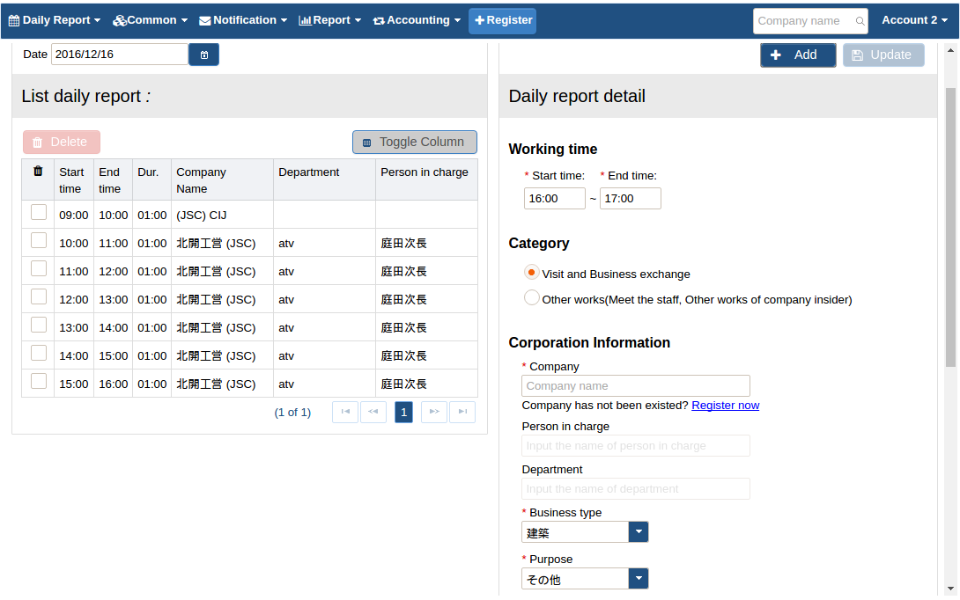 Daily Report Common Notification Report Accounting Register Company name Account 2
Date 2016/12/16
List daily report :
Delete Toggle Column
Start time End time Dur. Company Name Department Person in charge
09:00 10:00 01:00 (JSC) CIJ
10:00 11:00 01:00 北開工営 (JSC) atv 庭田次長
11:00 12:00 01:00 北開工営 (JSC) atv 庭田次長
12:00 13:00 01:00 北開工営 (JSC) atv 庭田次長
13:00 14:00 01:00 北開工営 (JSC) atv 庭田次長
14:00 15:00 01:00 北開工営 (JSC) atv 庭田次長
15:00 16:00 01:00 北開工営 (JSC) atv 庭田次長
(1 of 1) 1
Add Update
Daily report detail
Working time
* Start time: * End time:
16:00 ~ 17:00
Category
Visit and Business exchange
Other works(Meet the staff, Other works of company insider)
Corporation Information
* Company
Company name
Company has not been existed? Register now
Person in charge
Input the name of person in charge
Department
Input the name of department
* Business type
建築
* Purpose
その他